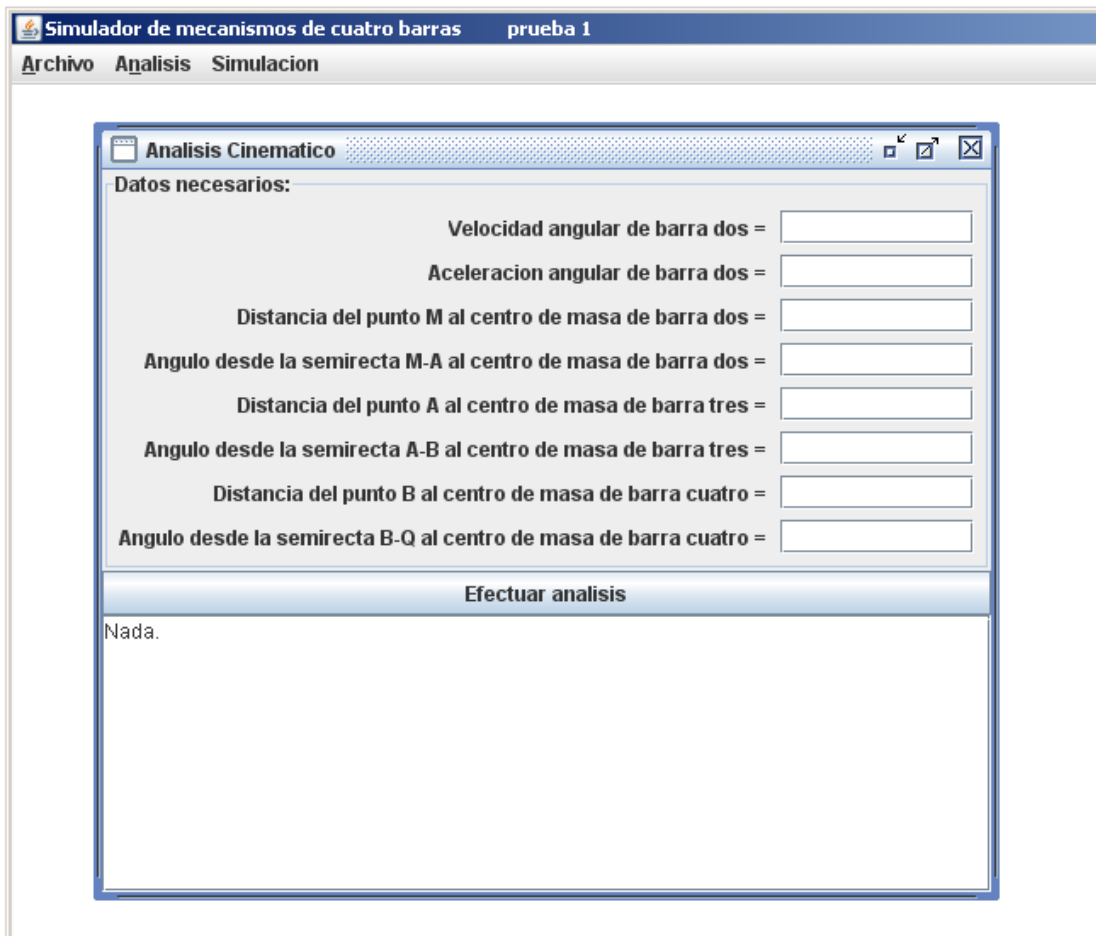 Simulador de mecanismos de cuatro barras prueba 1
Archivo Analisis Simulacion
Analisis Cinematico
Datos necesarios:
Velocidad angular de barra dos =
Aceleracion angular de barra dos =
Distancia del punto M al centro de masa de barra dos =
Angulo desde la semirecta M-A al centro de masa de barra dos =
Distancia del punto A al centro de masa de barra tres =
Angulo desde la semirecta A-B al centro de masa de barra tres =
Distancia del punto B al centro de masa de barra cuatro =
Angulo desde la semirecta B-Q al centro de masa de barra cuatro =
Efectuar analisis
Nada.